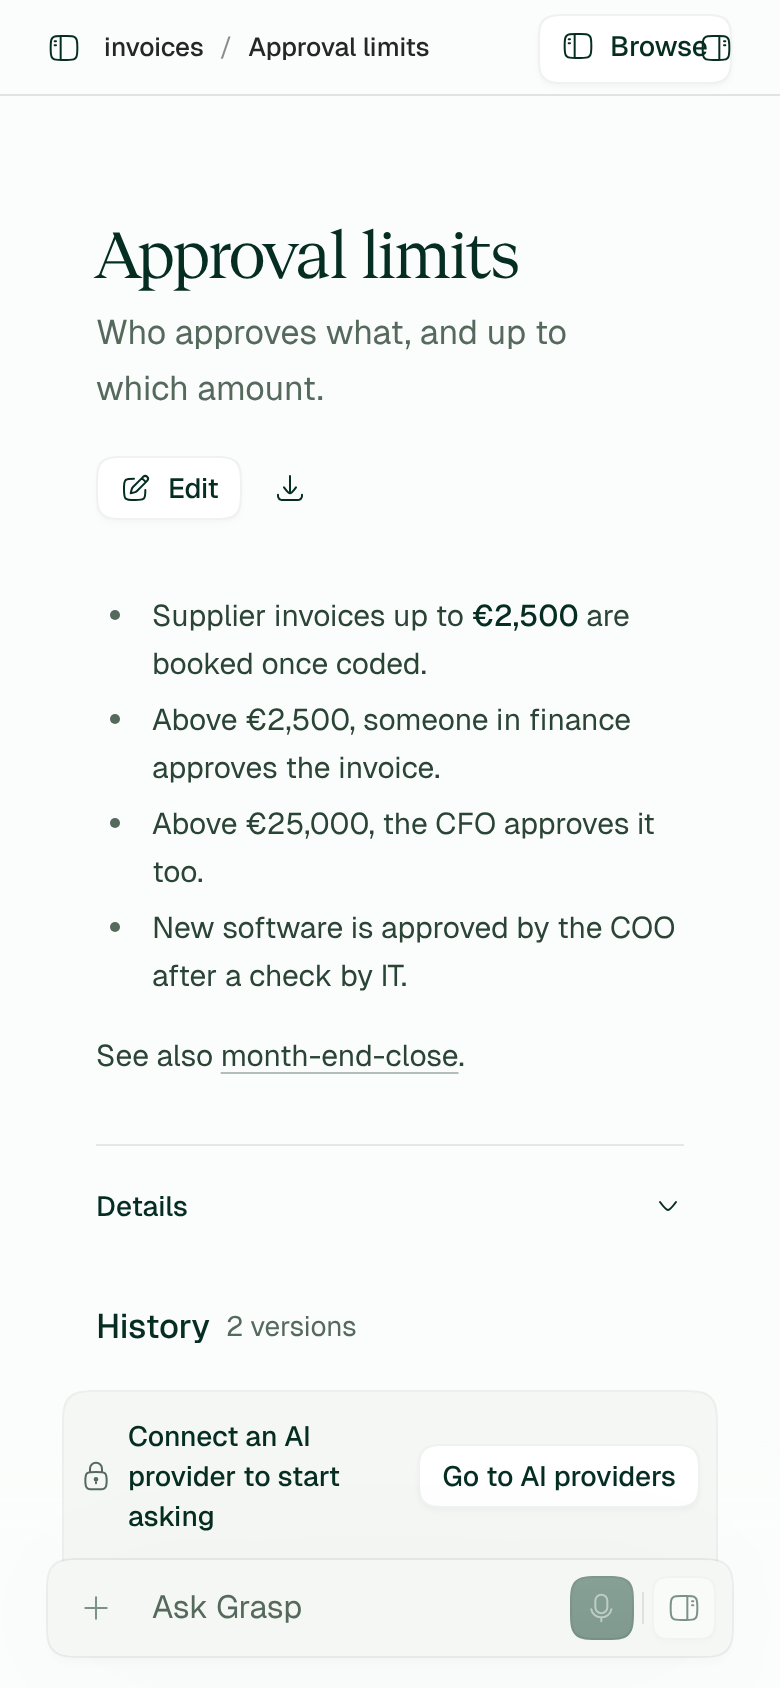 invoices / Approval limits
Browse
Approval limits
Who approves what, and up to
which amount.
Edit
• Supplier invoices up to €2,500 are
booked once coded.
• Above €2,500, someone in finance
approves the invoice.
• Above €25,000, the CFO approves it
too.
• New software is approved by the COO
after a check by IT.
See also month-end-close.
Details
History 2 versions
Connect an AI
provider to start
asking
Go to AI providers
Ask Grasp